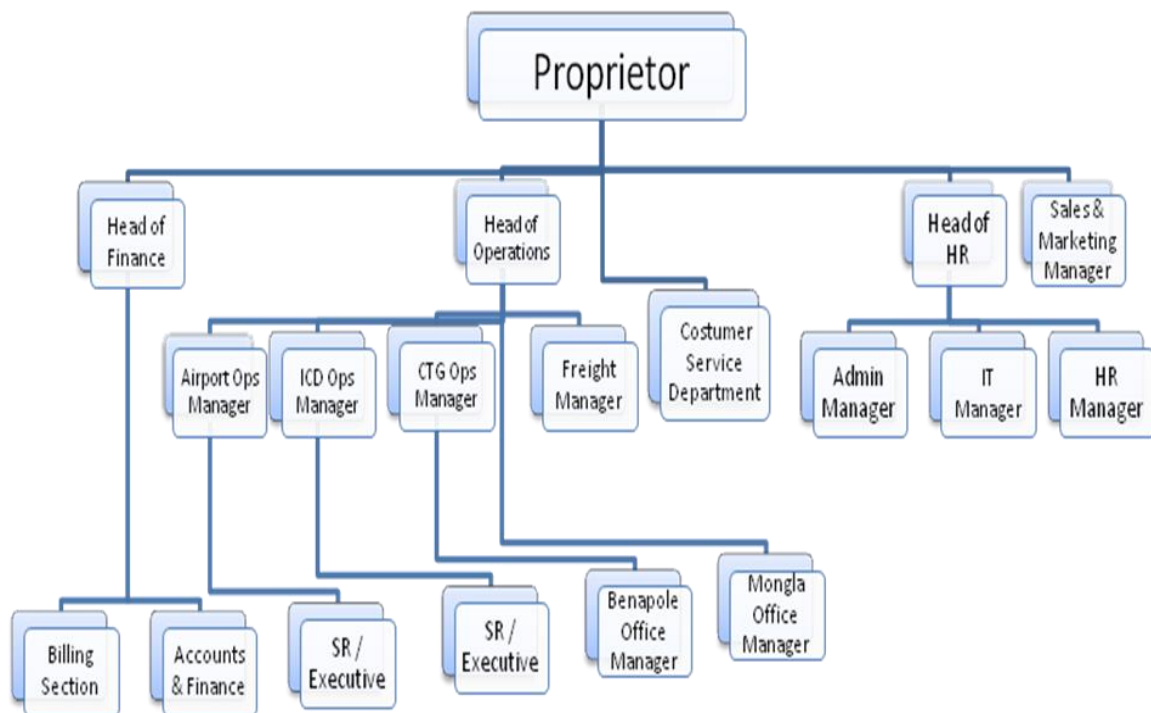 Proprietor
Head of
Finance
Head of
Operations
Head of
HR
Sales &
Marketing
Manager
Costumer
Service
Department
Airport Ops
Manager
ICD Ops
Manager
CTG Ops
Manager
Freight
Manager
Admin
Manager
IT
Manager
HR
Manager
Billing
Section
Accounts
& Finance
SR /
Executive
SR /
Executive
Benapole
Office
Manager
Mongla
Office
Manager